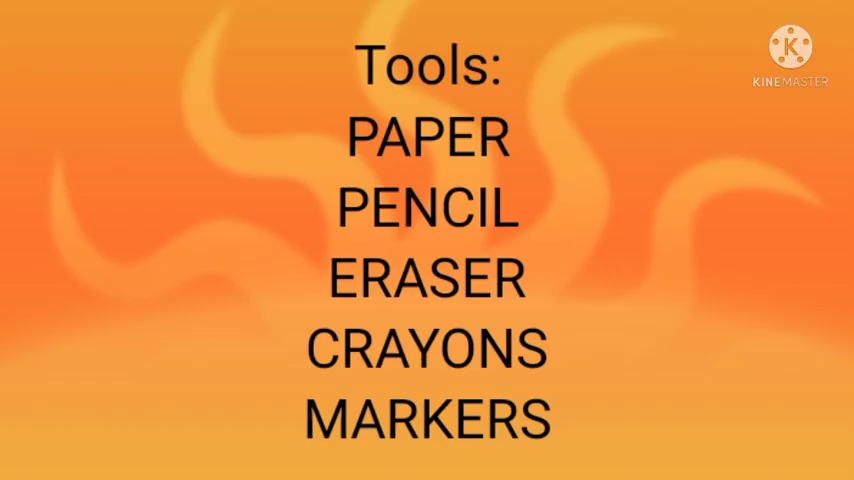 Tools:
PAPER
PENCIL
ERASER
CRAYONS
MARKERS
K
KINEMASTER